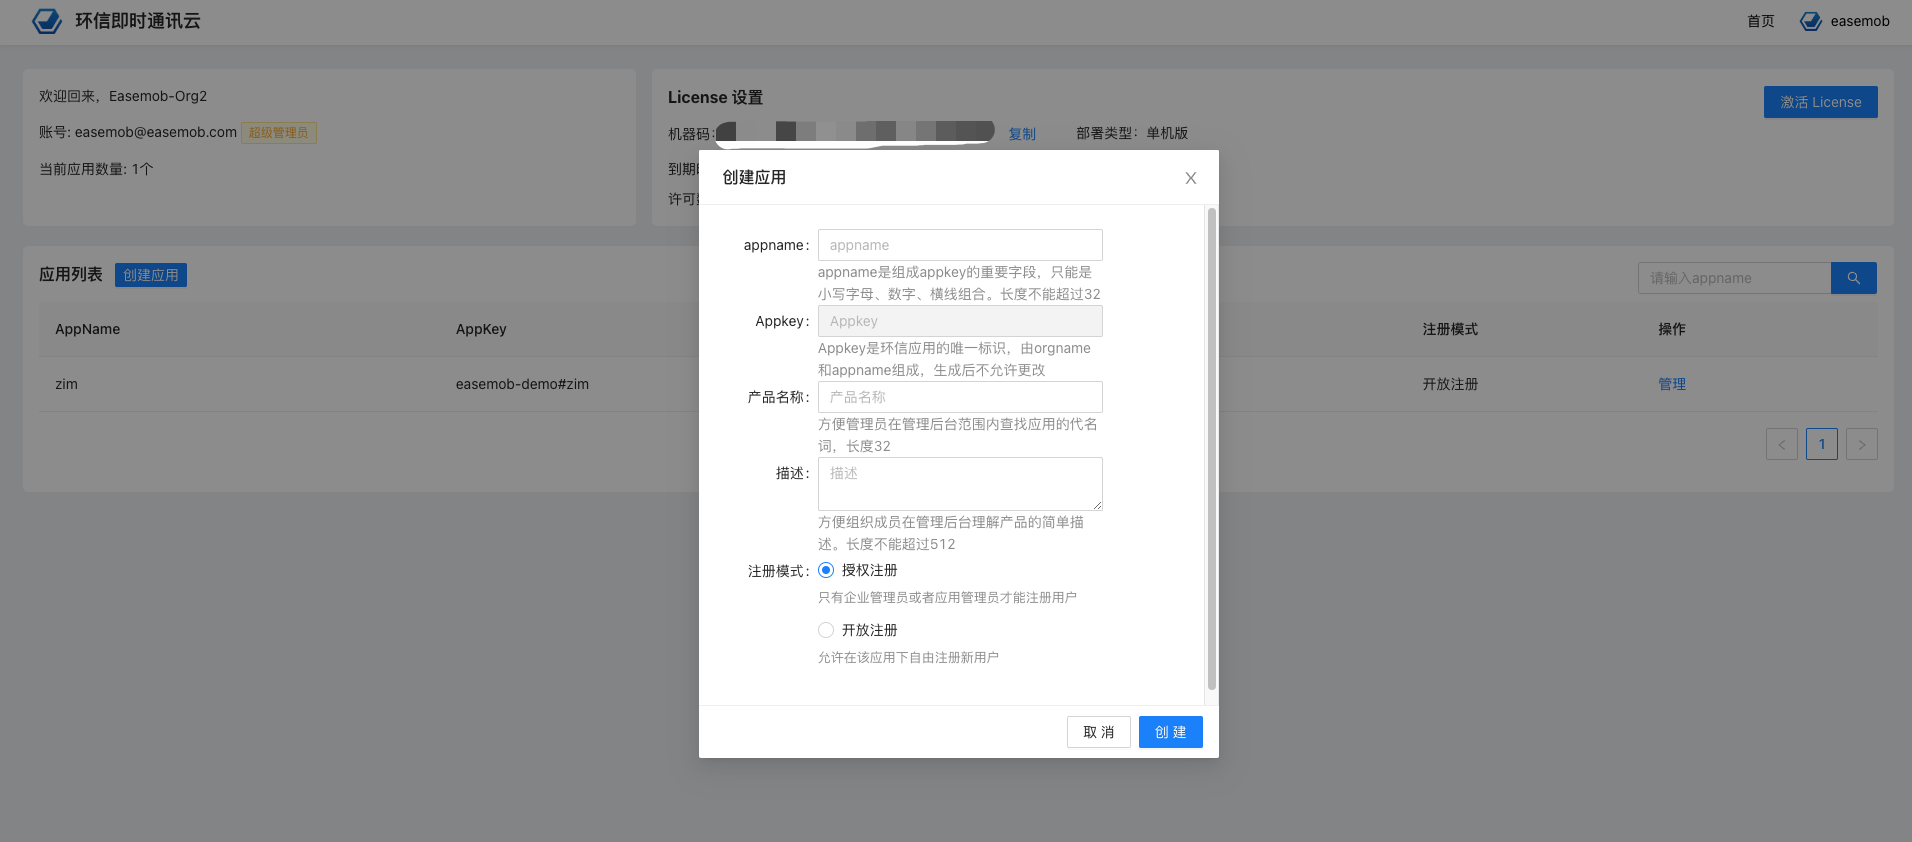 环信即时通讯云
首页
easemob
欢迎回来，Easemob-Org2
账号: easemob@easemob.com 超级管理员
当前应用数量: 1个
License 设置
激活 License
机器码:
复制
部署类型：单机版
到期
许可
应用列表
创建应用
请输入appname
AppName
AppKey
注册模式
操作
zim
easemob-demo#zim
开放注册
管理
<
1
>
创建应用
X
appname:
appname
appname是组成appkey的重要字段，只能是
小写字母、数字、横线组合。长度不能超过32
Appkey:
Appkey
Appkey是环信应用的唯一标识，由orgname
和appname组成，生成后不允许更改
产品名称:
产品名称
方便管理员在管理后台范围内查找应用的代名
词，长度32
描述:
描述
方便组织成员在管理后台理解产品的简单描
述。长度不能超过512
注册模式:
授权注册
只有企业管理员或者应用管理员才能注册用户
开放注册
允许在该应用下自由注册新用户
取 消
创 建